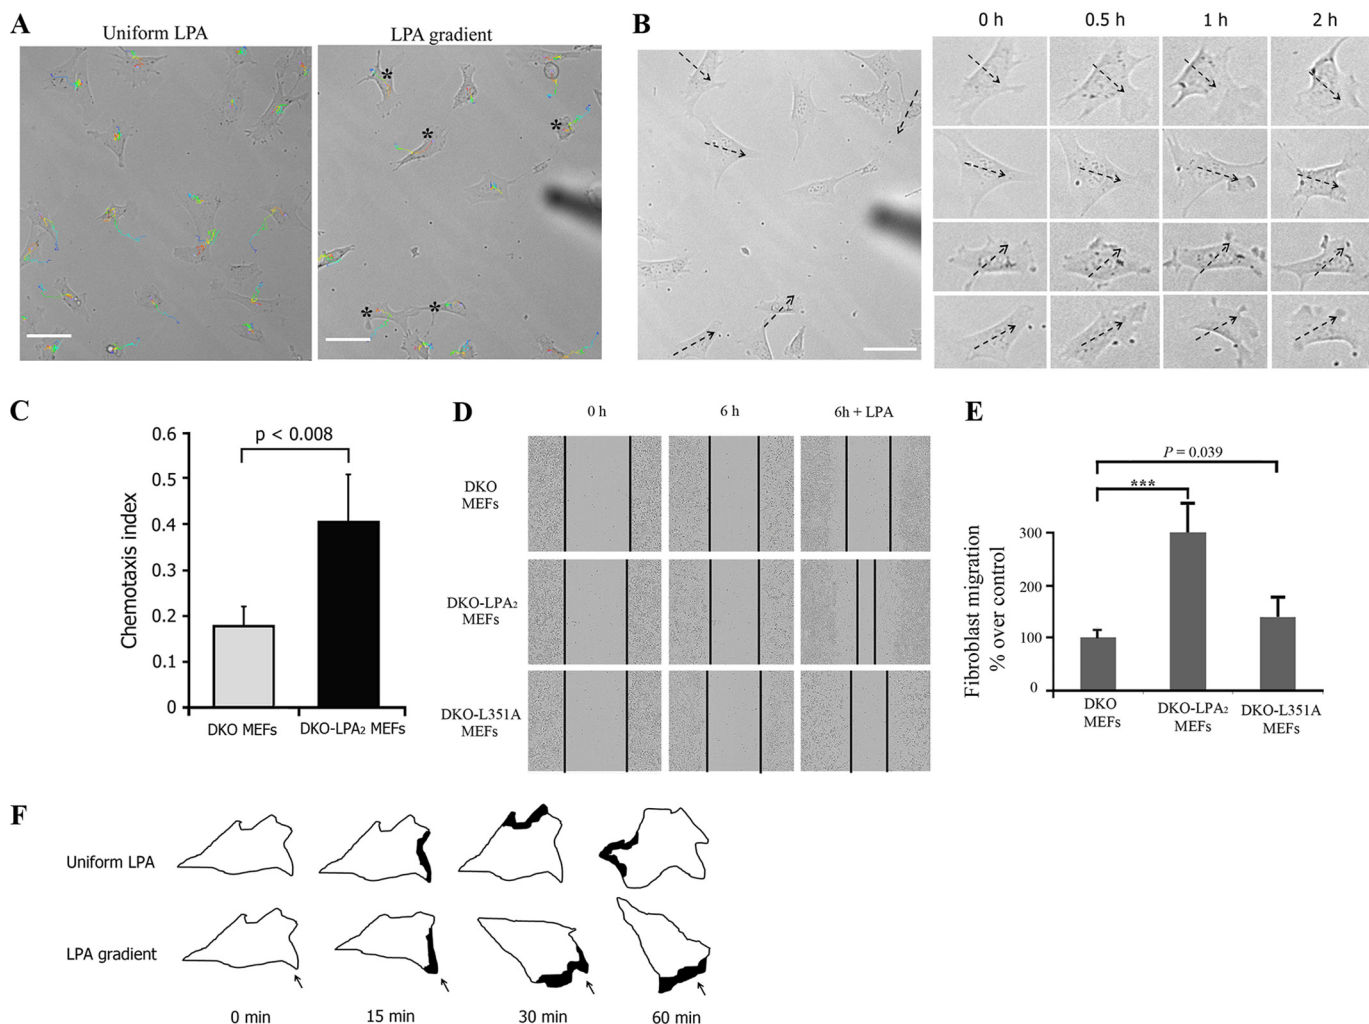 A
Uniform LPA
LPA gradient
*
*
*
*
*
B
0 h
0.5 h
1 h
2 h
C
Chemotaxis index
0.6
0.5
0.4
0.3
0.2
0.1
0
p < 0.008
DKO MEFs
DKO-LPA₂ MEFs
D
0 h
6 h
6h + LPA
DKO
MEFs
DKO-LPA₂
MEFs
DKO-L351A
MEFs
E
P = 0.039
***
Fibroblast migration
% over control
300
200
100
0
DKO
MEFs
DKO-LPA₂
MEFs
DKO-L351A
MEFs
F
Uniform LPA
LPA gradient
0 min
15 min
30 min
60 min